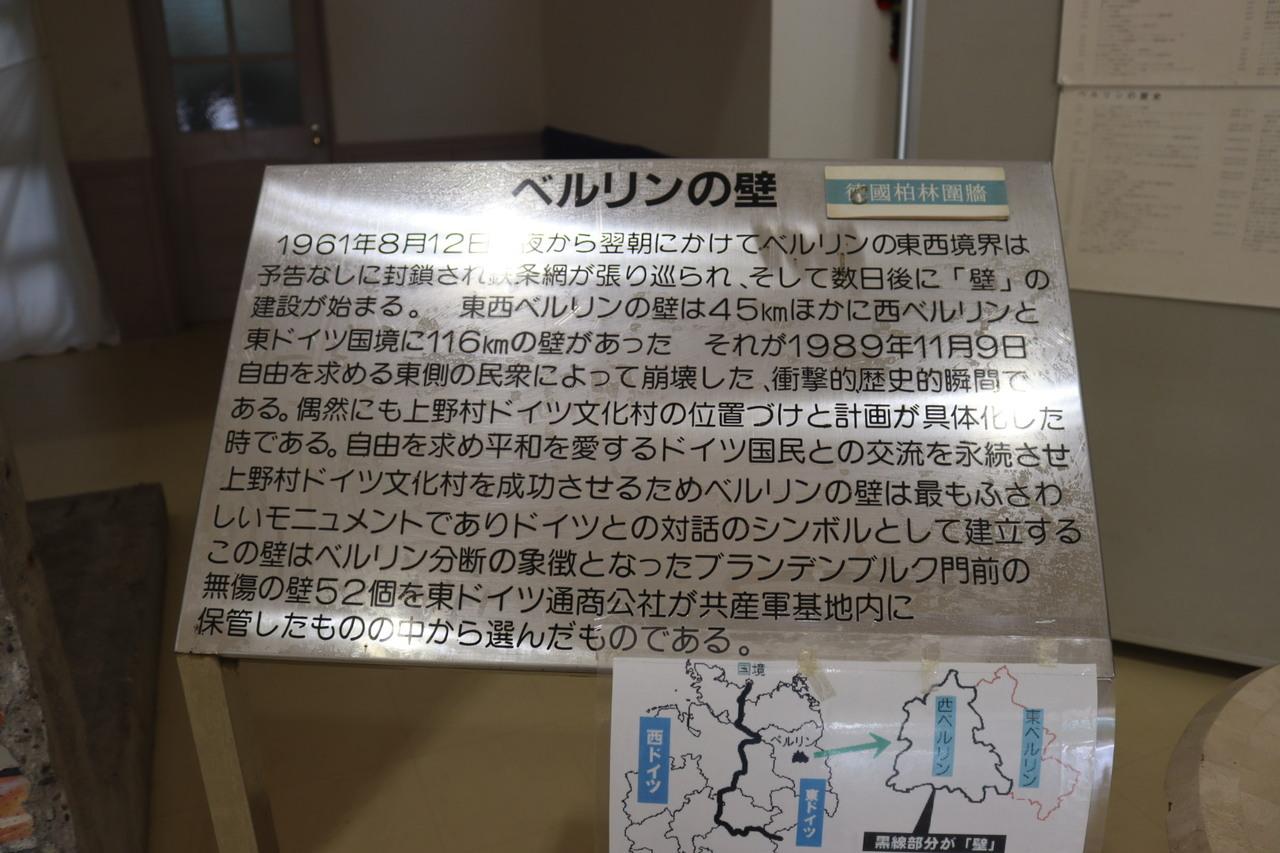 ベルリンの壁
德國柏林圍牆
1961年8月12日 夜から翌朝にかけてベルリンの東西境界は
予告なしに封鎖され鉄条網が張り巡られ、そして数日後に「壁」の
建設が始まる。 東西ベルリンの壁は45kmほかに西ベルリンと
東ドイツ国境に116kmの壁があった それが1989年11月9日
自由を求める東側の民衆によって崩壊した、衝撃的歴史的瞬間で
ある。偶然にも上野村ドイツ文化村の位置づけと計画が具体化した
時である。自由を求め平和を愛するドイツ国民との交流を永続させ
上野村ドイツ文化村を成功させるためベルリンの壁は最もふさわ
しいモニュメントでありドイツとの対話のシンボルとして建立する
この壁はベルリン分断の象徴となったブランデンブルク門前の
無傷の壁52個を東ドイツ通商公社が共産軍基地内に
保管したものの中から選んだものである。
国境
西ドイツ
ベルリン
東ドイツ
西ベルリン
東ベルリン
黒線部分が「壁」
ベルリンの歴史